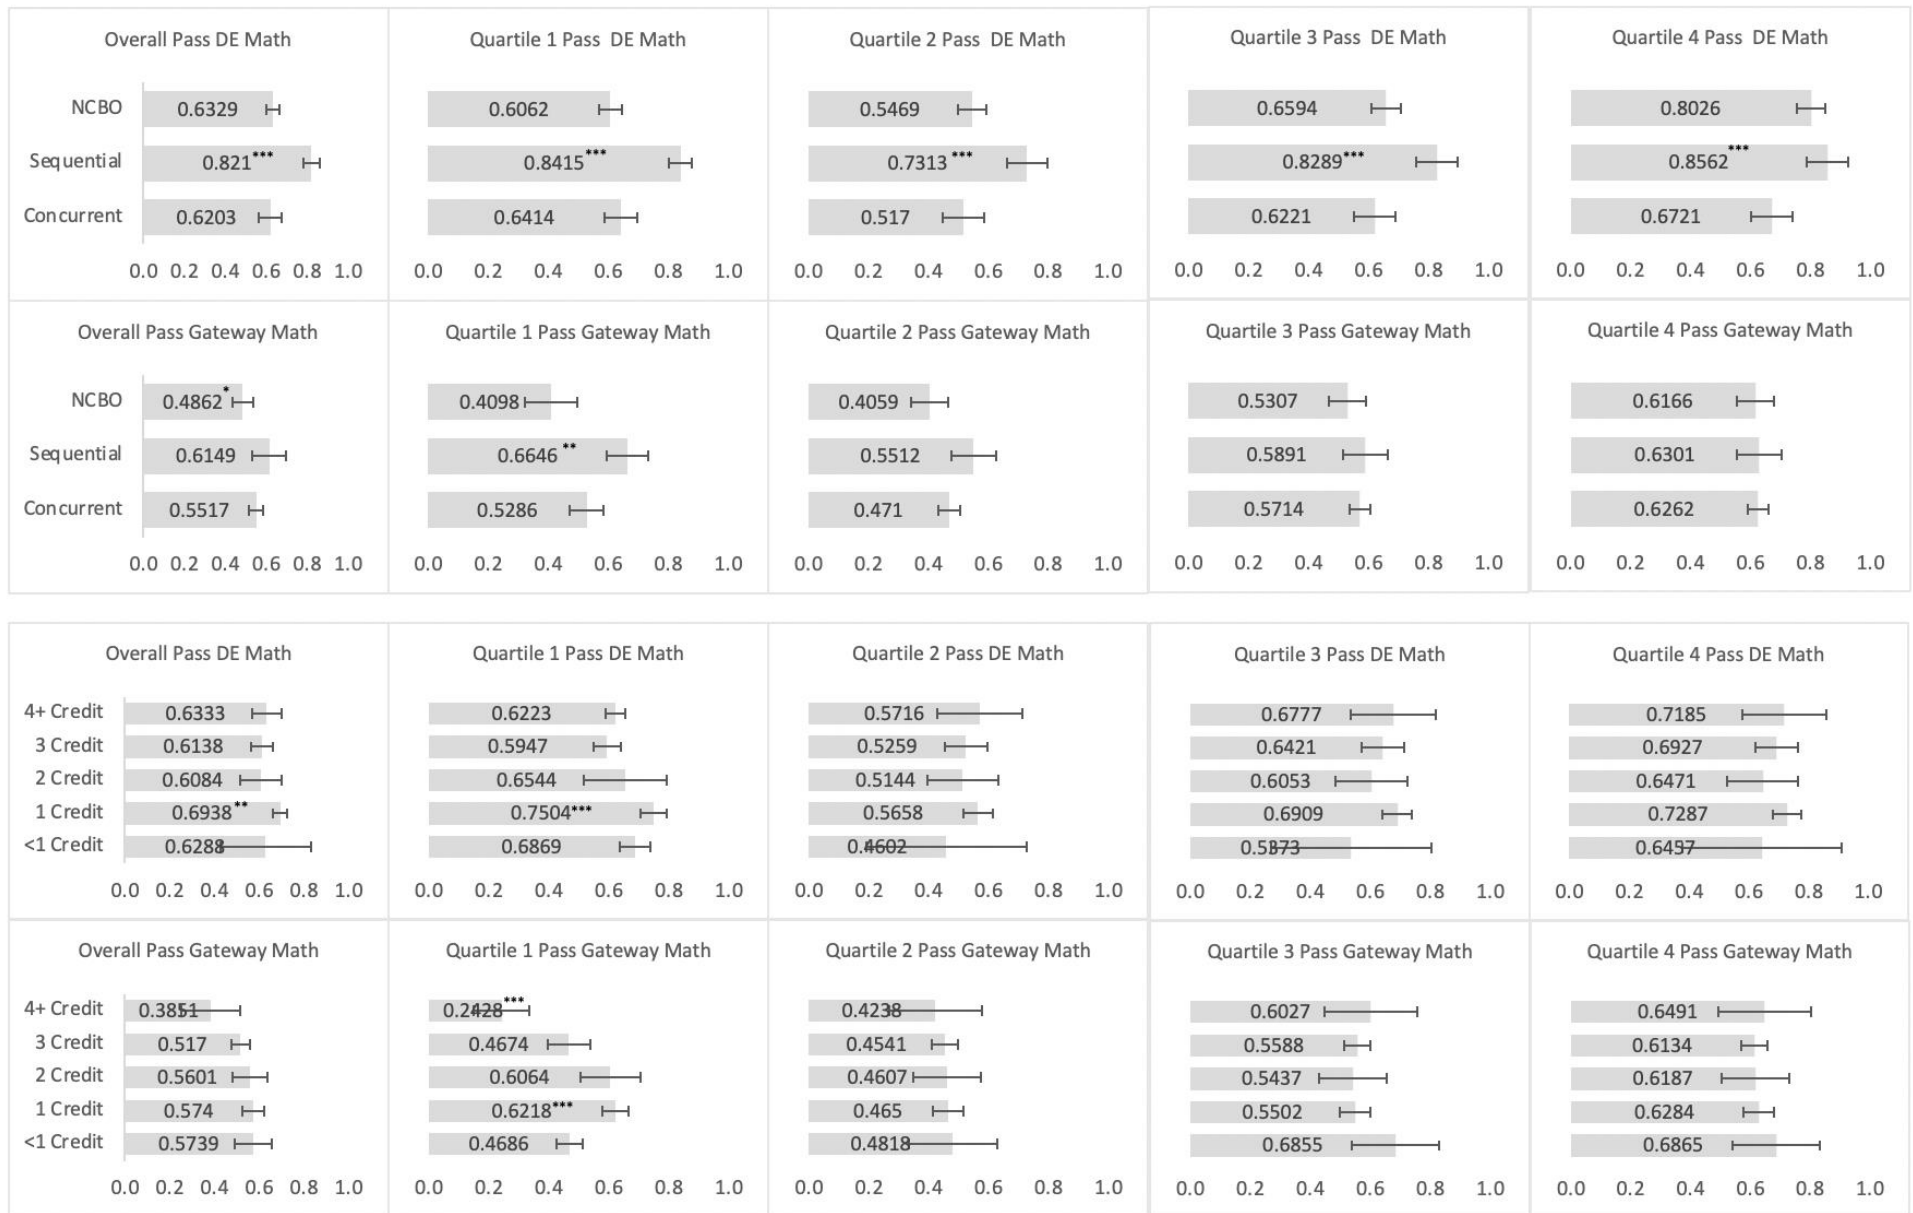 Overall Pass DE Math
NCBO 0.6329
Sequential 0.821***
Concurrent 0.6203
0.0 0.2 0.4 0.6 0.8 1.0
Quartile 1 Pass DE Math
0.6062
0.8415***
0.6414
0.0 0.2 0.4 0.6 0.8 1.0
Quartile 2 Pass DE Math
0.5469
0.7313***
0.517
0.0 0.2 0.4 0.6 0.8 1.0
Quartile 3 Pass DE Math
0.6594
0.8289***
0.6221
0.0 0.2 0.4 0.6 0.8 1.0
Quartile 4 Pass DE Math
0.8026
0.8562***
0.6721
0.0 0.2 0.4 0.6 0.8 1.0
Overall Pass Gateway Math
NCBO 0.4862*
Sequential 0.6149
Concurrent 0.5517
0.0 0.2 0.4 0.6 0.8 1.0
Quartile 1 Pass Gateway Math
0.4098
0.6646**
0.5286
0.0 0.2 0.4 0.6 0.8 1.0
Quartile 2 Pass Gateway Math
0.4059
0.5512
0.471
0.0 0.2 0.4 0.6 0.8 1.0
Quartile 3 Pass Gateway Math
0.5307
0.5891
0.5714
0.0 0.2 0.4 0.6 0.8 1.0
Quartile 4 Pass Gateway Math
0.6166
0.6301
0.6262
0.0 0.2 0.4 0.6 0.8 1.0
Overall Pass DE Math
4+ Credit 0.6333
3 Credit 0.6138
2 Credit 0.6084
1 Credit 0.6938**
<1 Credit 0.6288
0.0 0.2 0.4 0.6 0.8 1.0
Quartile 1 Pass DE Math
0.6223
0.5947
0.6544
0.7504***
0.6869
0.0 0.2 0.4 0.6 0.8 1.0
Quartile 2 Pass DE Math
0.5716
0.5259
0.5144
0.5658
0.4602
0.0 0.2 0.4 0.6 0.8 1.0
Quartile 3 Pass DE Math
0.6777
0.6421
0.6053
0.6909
0.5373
0.0 0.2 0.4 0.6 0.8 1.0
Quartile 4 Pass DE Math
0.7185
0.6927
0.6471
0.7287
0.6457
0.0 0.2 0.4 0.6 0.8 1.0
Overall Pass Gateway Math
4+ Credit 0.3851
3 Credit 0.517
2 Credit 0.5601
1 Credit 0.574
<1 Credit 0.5739
0.0 0.2 0.4 0.6 0.8 1.0
Quartile 1 Pass Gateway Math
0.2428***
0.4674
0.6064
0.6218***
0.4686
0.0 0.2 0.4 0.6 0.8 1.0
Quartile 2 Pass Gateway Math
0.4238
0.4541
0.4607
0.465
0.4818
0.0 0.2 0.4 0.6 0.8 1.0
Quartile 3 Pass Gateway Math
0.6027
0.5588
0.5437
0.5502
0.6855
0.0 0.2 0.4 0.6 0.8 1.0
Quartile 4 Pass Gateway Math
0.6491
0.6134
0.6187
0.6284
0.6865
0.0 0.2 0.4 0.6 0.8 1.0